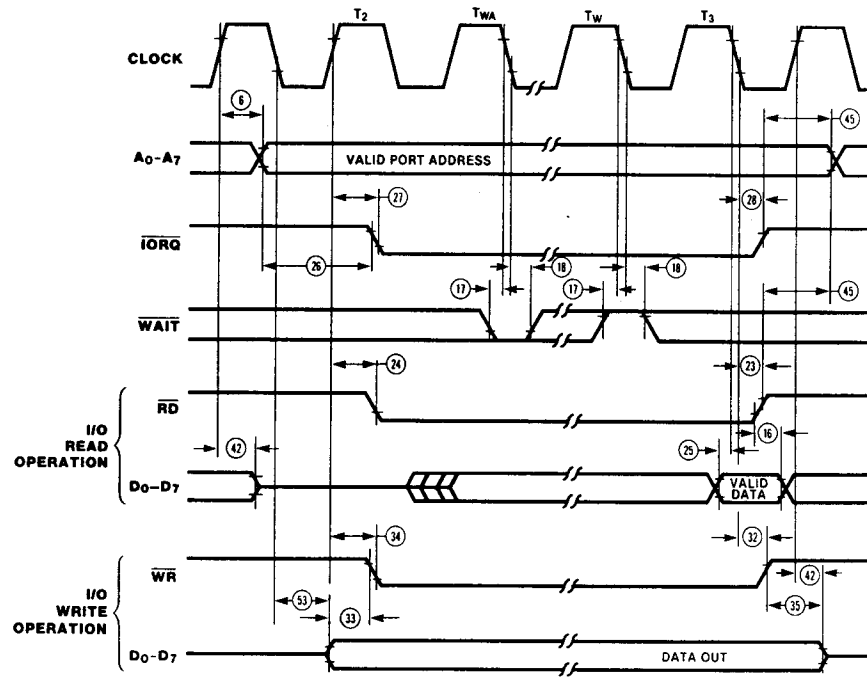 T2 TWA TW T3
CLOCK
6 45
A0-A7 VALID PORT ADDRESS
27 28
IORQ
26 18 18
17 17 45
WAIT
24 23
RD
I/O
READ
OPERATION
42 16
25
D0-D7 VALID
DATA
34 32
WR
42
I/O
WRITE
OPERATION
53 33 35
D0-D7 DATA OUT